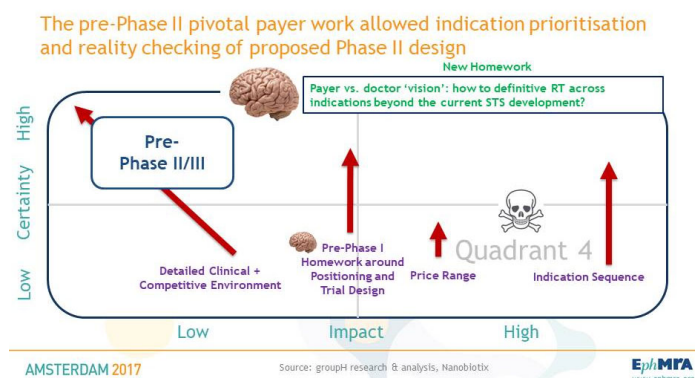 The pre-Phase II pivotal payer work allowed indication prioritisation
and reality checking of proposed Phase II design
New Homework
Payer vs. doctor ‘vision’: how to definitive RT across
indications beyond the current STS development?
High
Certainty
Low
Pre-
Phase II/III
Detailed Clinical +
Competitive Environment
Pre-Phase I
Homework around
Positioning and
Trial Design
Price Range
Quadrant 4
Indication Sequence
Low
Impact
High
AMSTERDAM 2017
Source: groupH research & analysis, Nanobiotix
EphMRA